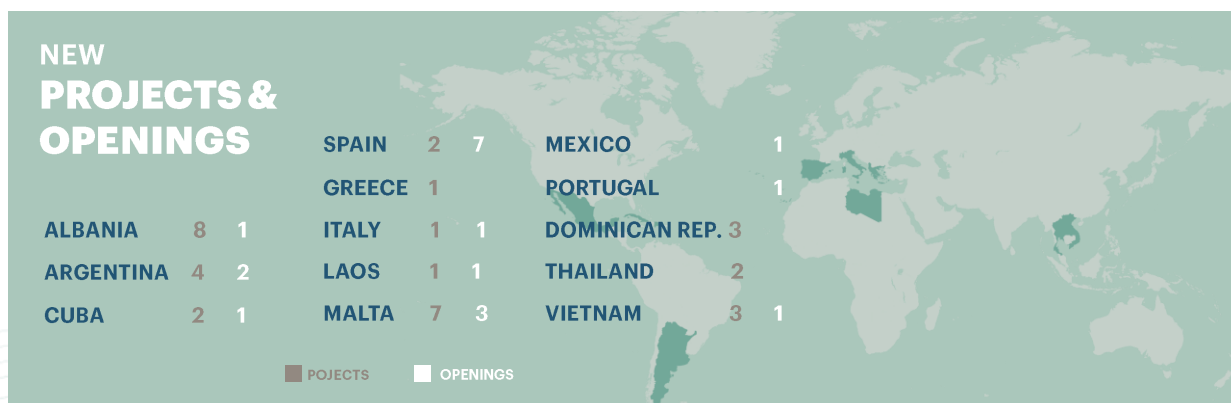 NEW
PROJECTS &
OPENINGS
ALBANIA 8 1
ARGENTINA 4 2
CUBA 2 1
SPAIN 2 7
GREECE 1
ITALY 1 1
LAOS 1 1
MALTA 7 3
MEXICO 1
PORTUGAL 1
DOMINICAN REP. 3
THAILAND 2
VIETNAM 3 1
POJECTS OPENINGS